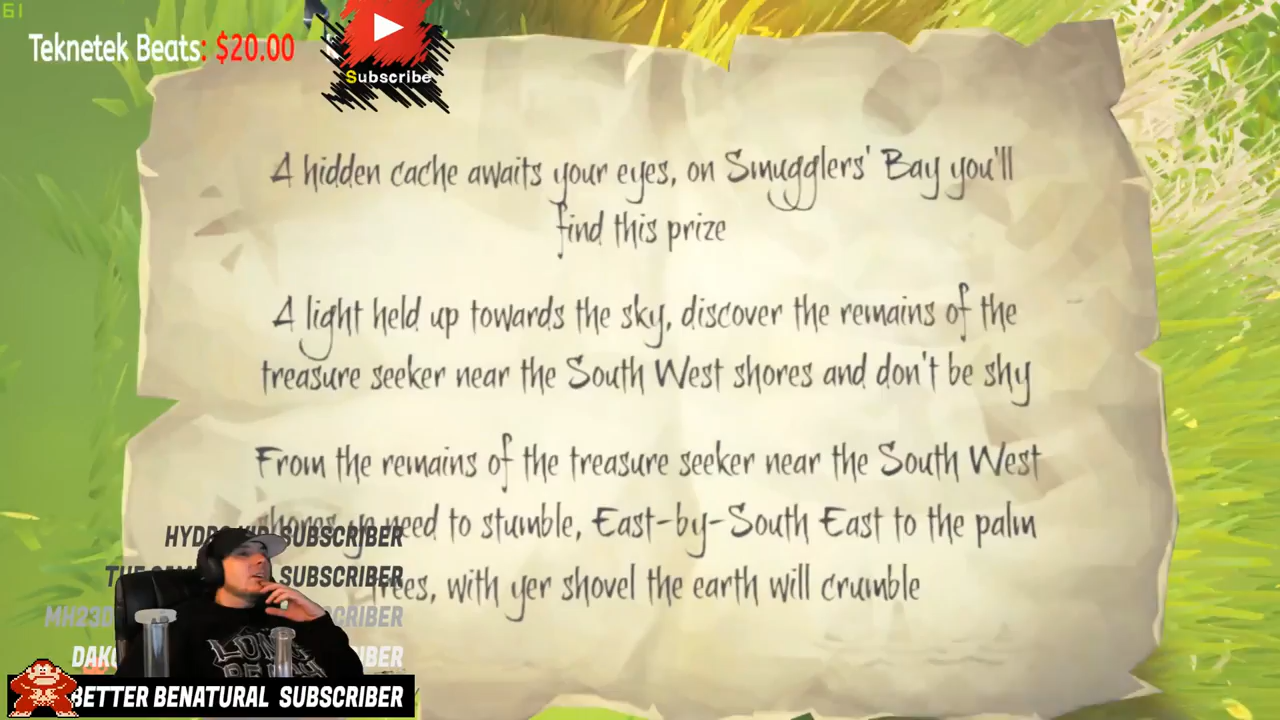 61
Teknetek Beats: $20.00
Subscribe
A hidden cache awaits your eyes, on Smugglers' Bay you'll
find this prize
A light held up towards the sky, discover the remains of the
treasure seeker near the South West shores and don't be shy
From the remains of the treasure seeker near the South West
shores ye need to stumble, East-by-South East to the palm
trees, with yer shovel the earth will crumble
SUBSCRIBER
SUBSCRIBER
BETTER BENATURAL SUBSCRIBER